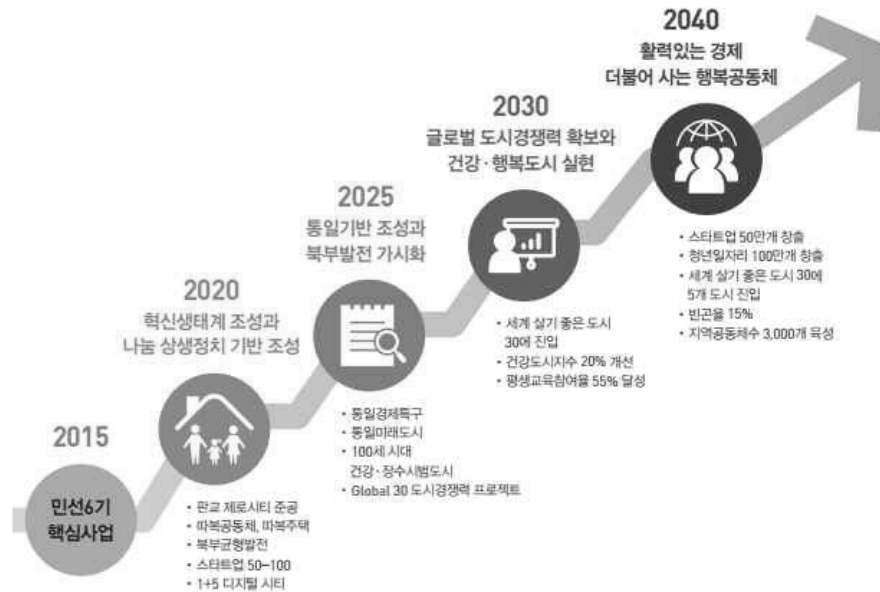 2015
민선6기
핵심사업
2020
혁신생태계 조성과
나눔 상생정치 기반 조성
• 판교 제로시티 준공
• 따복공동체, 따복주택
• 북부균형발전
• 스타트업 50-100
• 1+5 디지털 시티
2025
통일기반 조성과
북부발전 가시화
• 통일경제특구
• 통일미래도시
• 100세 시대
건강·장수시범도시
• Global 30 도시경쟁력 프로젝트
2030
글로벌 도시경쟁력 확보와
건강·행복도시 실현
• 세계 살기 좋은 도시
30에 진입
• 건강도시지수 20% 개선
• 평생교육참여율 55% 달성
2040
활력있는 경제
더불어 사는 행복공동체
• 스타트업 50만개 창출
• 청년일자리 100만개 창출
• 세계 살기 좋은 도시 30에
5개 도시 진입
• 빈곤율 15%
• 지역공동체수 3,000개 육성